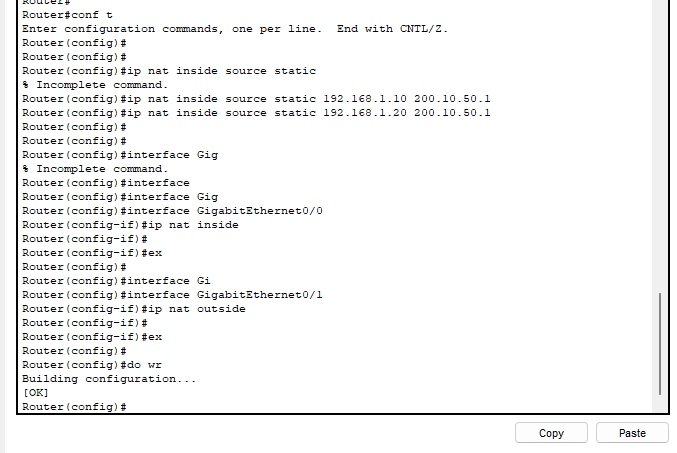 Router#
Router#conf t
Enter configuration commands, one per line.  End with CNTL/Z.
Router(config)#
Router(config)#
Router(config)#ip nat inside source static
% Incomplete command.
Router(config)#ip nat inside source static 192.168.1.10 200.10.50.1
Router(config)#ip nat inside source static 192.168.1.20 200.10.50.1
Router(config)#
Router(config)#
Router(config)#interface Gig
% Incomplete command.
Router(config)#interface
Router(config)#interface Gig
Router(config)#interface GigabitEthernet0/0
Router(config-if)#ip nat inside
Router(config-if)#
Router(config-if)#ex
Router(config)#
Router(config)#interface Gi
Router(config)#interface GigabitEthernet0/1
Router(config-if)#ip nat outside
Router(config-if)#
Router(config-if)#ex
Router(config)#
Router(config)#do wr
Building configuration...
[OK]
Router(config)#
Copy
Paste